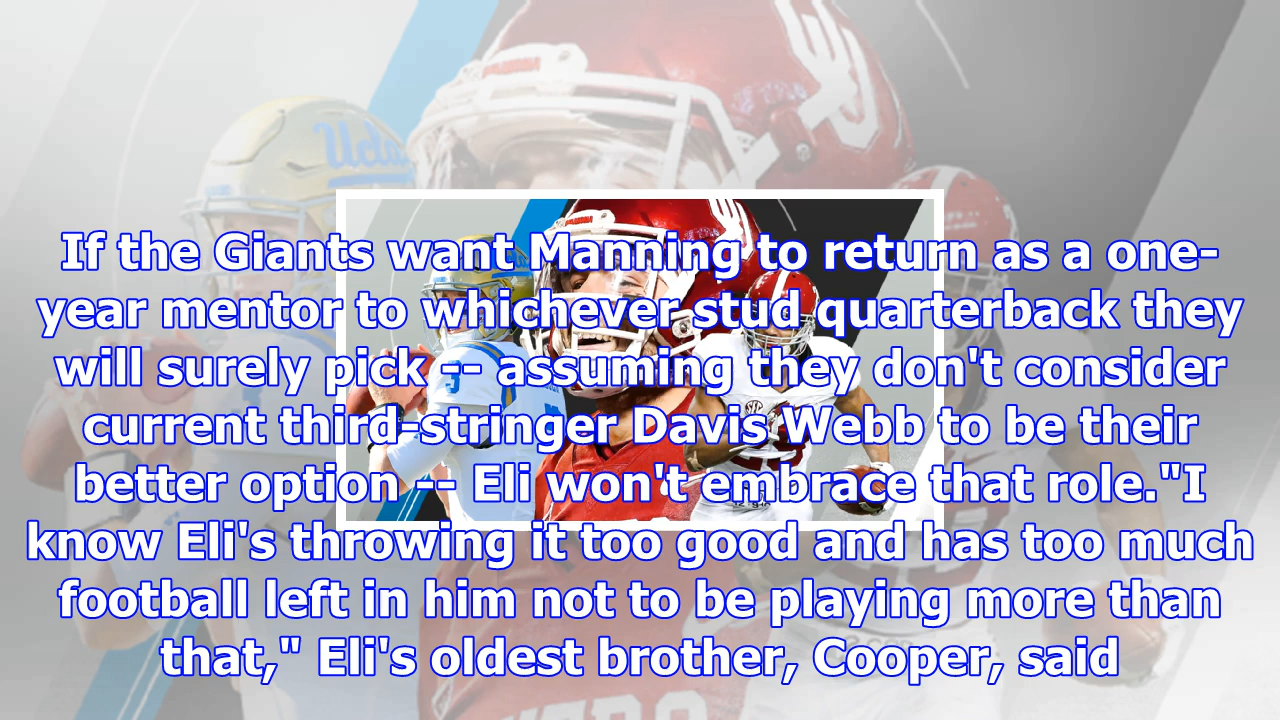 If the Giants want Manning to return as a one-
year mentor to whichever stud quarterback they
will surely pick -- assuming they don't consider
current third-stringer Davis Webb to be their
better option -- Eli won't embrace that role."I
know Eli's throwing it too good and has too much
football left in him not to be playing more than
that," Eli's oldest brother, Cooper, said
Ucla